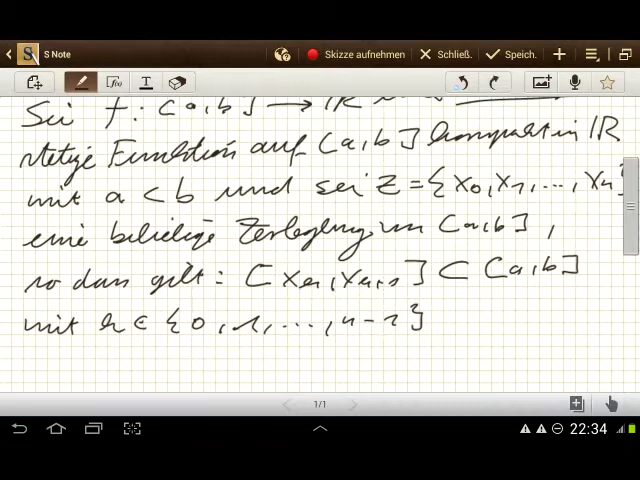 S Note
Skizze aufnehmen
Schließ.
Speich.
Sei f : [a,b] → ℝ
stetige Funktion auf [a,b] kompakt in ℝ
mit a < b und sei Z = {x₀, x₁, ..., xₙ}
eine beliebige Zerlegung von [a,b],
so dass gilt: [xₖ, xₖ₊₁] ⊂ [a,b]
mit k ∈ {0, 1, ..., n-1}
1/1
22:34